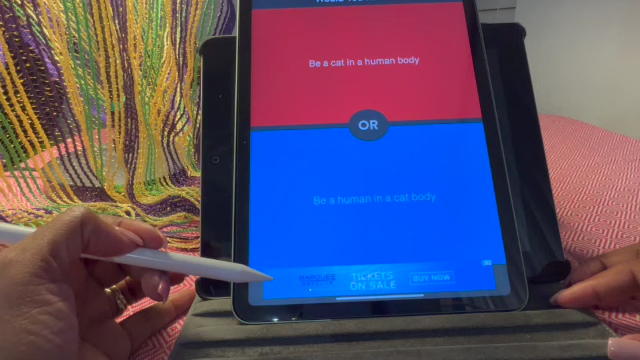 Be a cat in a human body
OR
Be a human in a cat body
TICKETS
ON SALE
BUY NOW